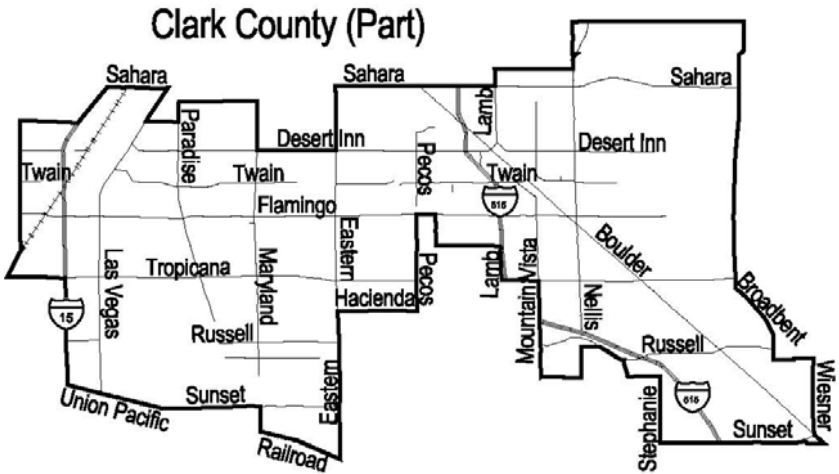 Clark County (Part)
Sahara
Sahara
Lamb
Sahara
Paradise
Desert Inn
Pecos
Desert Inn
Twain
Twain
Twain
Flamingo
515
Eastern
Las Vegas
Tropicana
Maryland
Pecos
Lamb
Mountain Vista
Boulder
Hacienda
Nellis
Broadbent
15
Russell
Russell
Eastern
Wiesner
Union Pacific
Sunset
Stephanie
515
Sunset
Railroad